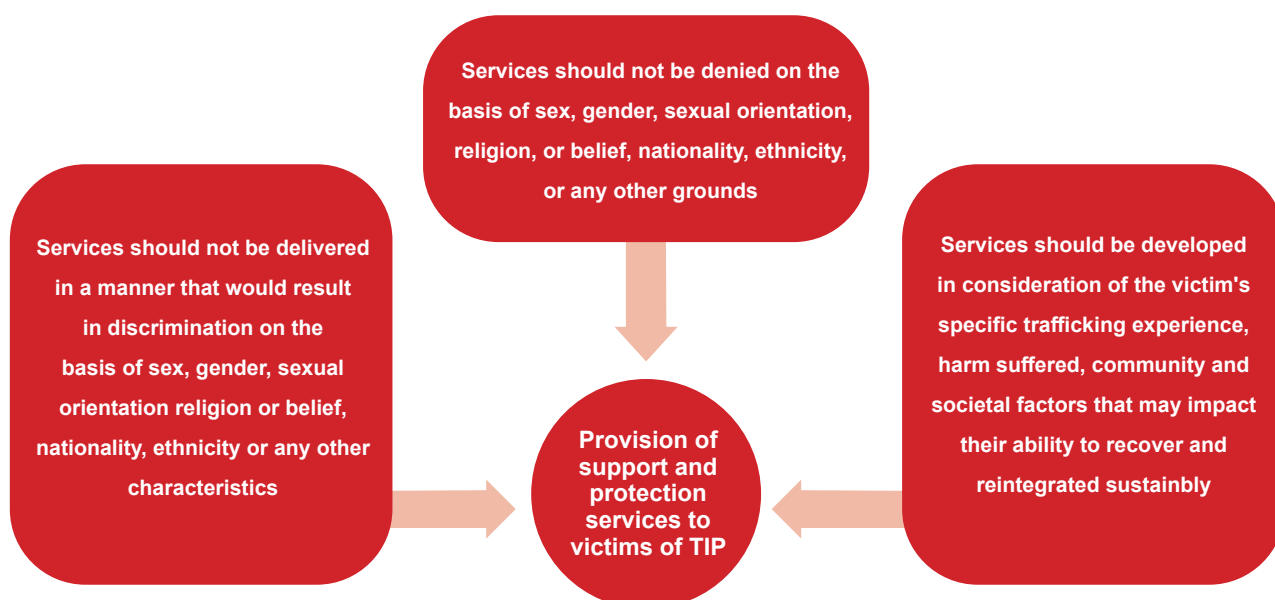 Services should not be denied on the
basis of sex, gender, sexual orientation,
religion, or belief, nationality, ethnicity,
or any other grounds
Services should not be delivered
in a manner that would result
in discrimination on the
basis of sex, gender, sexual
orientation religion or belief,
nationality, ethnicity or any other
characteristics
Services should be developed
in consideration of the victim's
specific trafficking experience,
harm suffered, community and
societal factors that may impact
their ability to recover and
reintegrated sustainbly
Provision of
support and
protection
services to
victims of TIP